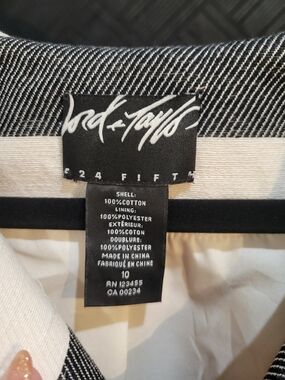 Lord & Taylor
424 FIFTH
SHELL:
100%COTTON
LINING:
100%POLYESTER
EXTÉRIEUR:
100%COTON
DOUBLURE:
100%POLYESTER
MADE IN CHINA
FABRIQUÉ EN CHINE
10
RN 123455
CA 00234